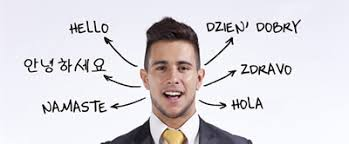 HELLO
DZIEN' DOBRY
안녕하세요
ZDRAVO
NAMASTE
HOLA